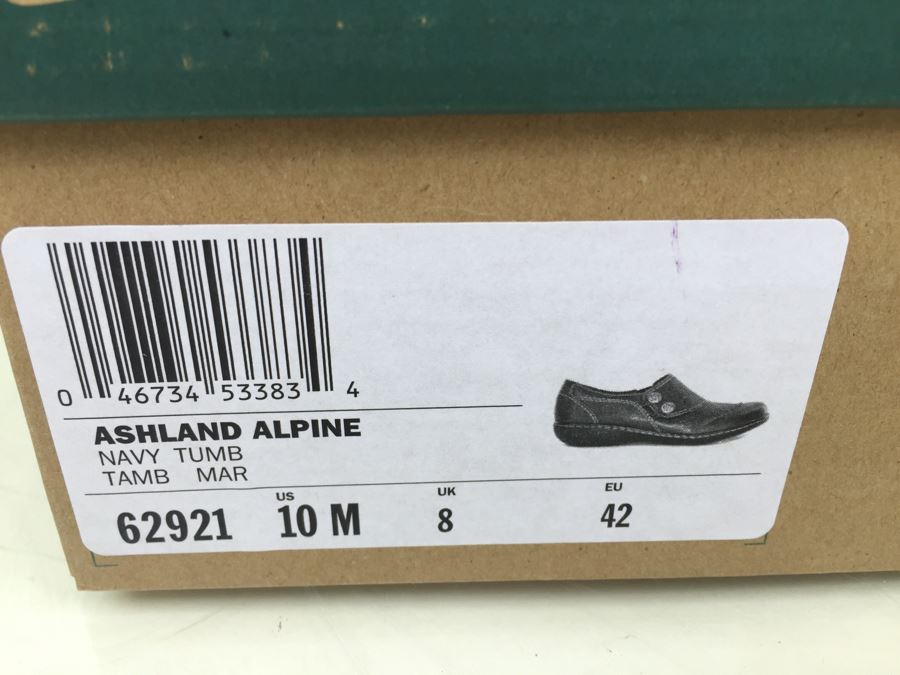 0 46734 53383 4
ASHLAND ALPINE
NAVY TUMB
TAMB MAR
US UK EU
62921 10 M 8 42